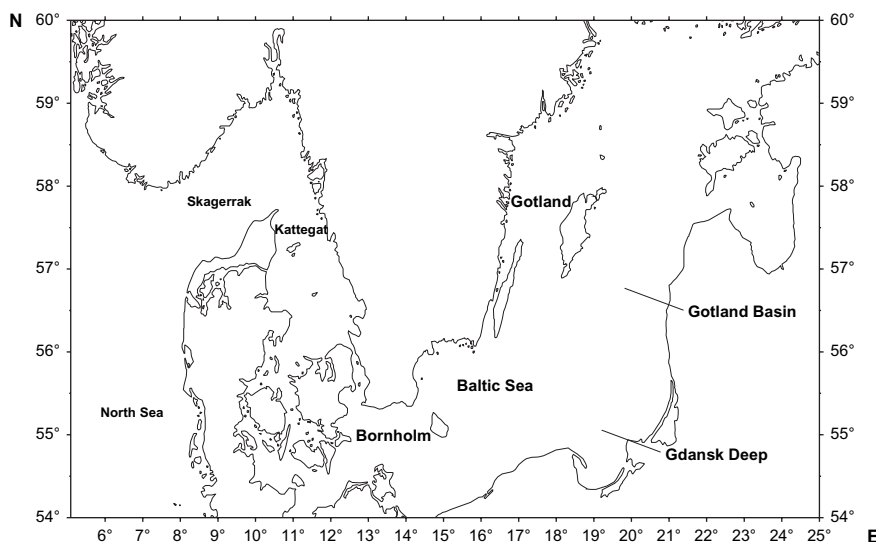 N
60° 60°
59° 59°
58° 58°
Skagerrak
Gotland
Kattegat
57° 57°
Gotland Basin
56° 56°
Baltic Sea
North Sea
55° 55°
Bornholm
Gdansk Deep
54° 54°
6° 7° 8° 9° 10° 11° 12° 13° 14° 15° 16° 17° 18° 19° 20° 21° 22° 23° 24° 25° E